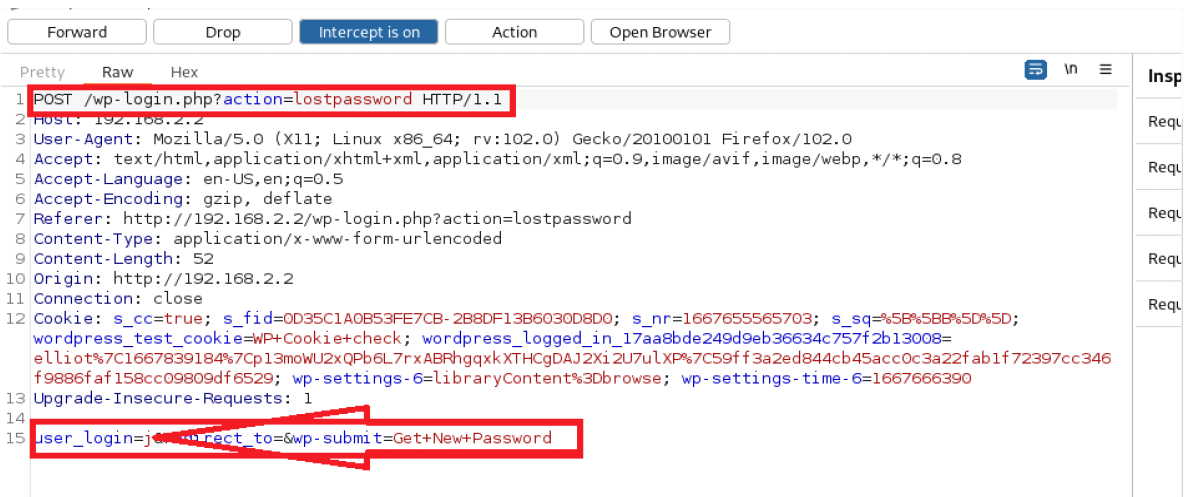 Forward Drop Intercept is on Action Open Browser
Pretty Raw Hex \n ≡ Insp
1 POST /wp-login.php?action=lostpassword HTTP/1.1
2 Host: 192.168.2.2 Requ
3 User-Agent: Mozilla/5.0 (X11; Linux x86_64; rv:102.0) Gecko/20100101 Firefox/102.0
4 Accept: text/html,application/xhtml+xml,application/xml;q=0.9,image/avif,image/webp,*/*;q=0.8
5 Accept-Language: en-US,en;q=0.5 Requ
6 Accept-Encoding: gzip, deflate
7 Referer: http://192.168.2.2/wp-login.php?action=lostpassword Requ
8 Content-Type: application/x-www-form-urlencoded
9 Content-Length: 52 Requ
10 Origin: http://192.168.2.2
11 Connection: close Requ
12 Cookie: s_cc=true; s_fid=0D35C1A0B53FE7CB-2B8DF13B6030D8D0; s_nr=1667655565703; s_sq=%5B%5BB%5D%5D;
wordpress_test_cookie=WP+Cookie+check; wordpress_logged_in_17aa8bde249d9eb36634c757f2b13008=
elliot%7C1667839184%7Cp13moWU2xQPb6L7rxABRhgqxkXTHCgDAJ2Xi2U7ulXP%7C59ff3a2ed844cb45acc0c3a22fab1f72397cc346
f9886faf158cc09809df6529; wp-settings-6=libraryContent%3Dbrowse; wp-settings-time-6=1667666390
13 Upgrade-Insecure-Requests: 1
14
15 user_login=j rect_to=&wp-submit=Get+New+Password